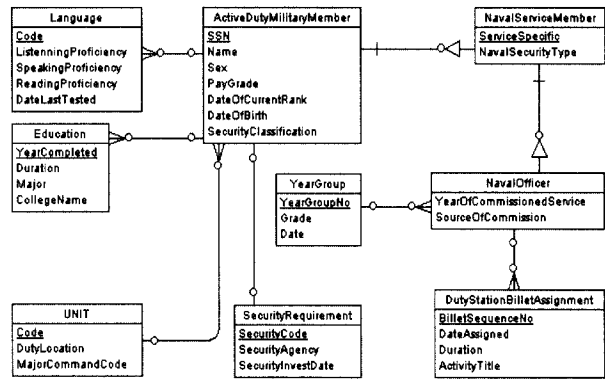 Language
Code
ListenningProficiency
SpeakingProficiency
ReadingProficiency
DateLastTested
ActiveDutyMilitaryMember
SSN
Name
Sex
PayGrade
DateOfCurrentRank
DateOfBirth
SecurityClassification
NavalServiceMember
ServiceSpecific
NavalSecurityType
Education
YearCompleted
Duration
Major
CollegeName
YearGroup
YearGroupNo
Grade
Date
NavalOfficer
YearOfCommissionedService
SourceOfCommission
UNIT
Code
DutyLocation
MajorCommandCode
SecurityRequirement
SecurityCode
SecurityAgency
SecurityInvestDate
DutyStationBilletAssignment
BilletSequenceNo
DateAssigned
Duration
ActivityTitle